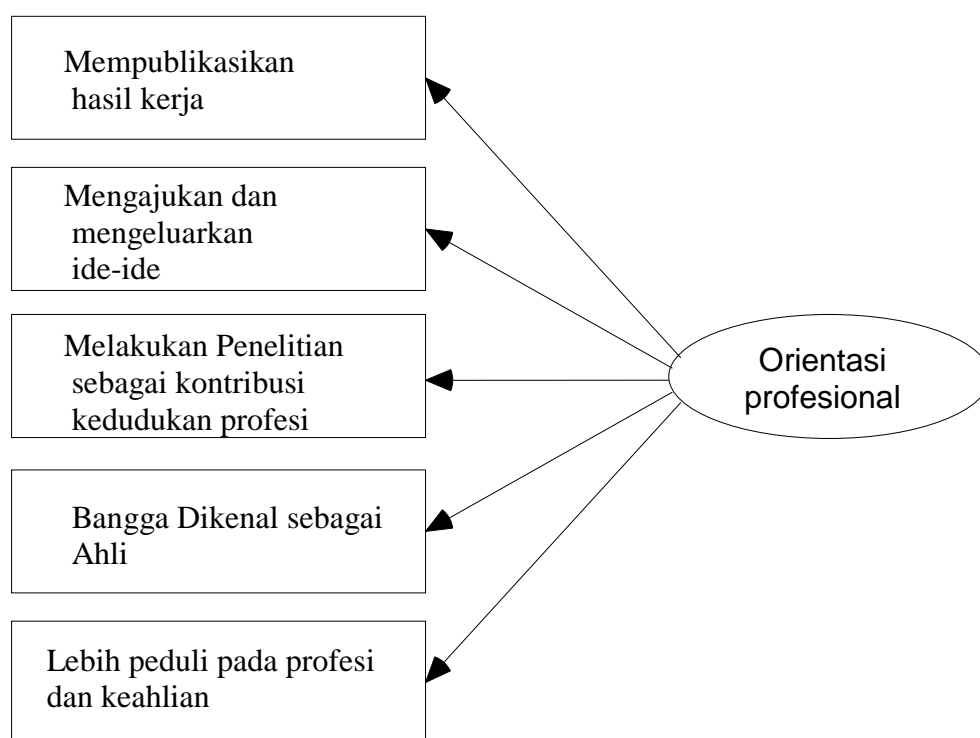 Mempublikasikan
hasil kerja
Mengajukan dan
mengeluarkan
ide-ide
Melakukan Penelitian
sebagai kontribusi
kedudukan profesi
Bangga Dikenal sebagai
Ahli
Lebih peduli pada profesi
dan keahlian
Orientasi
profesional